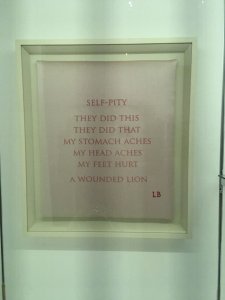 SELF-PITY
THEY DID THIS
THEY DID THAT
MY STOMACH ACHES
MY HEAD ACHES
MY FEET HURT
A WOUNDED LION
LB